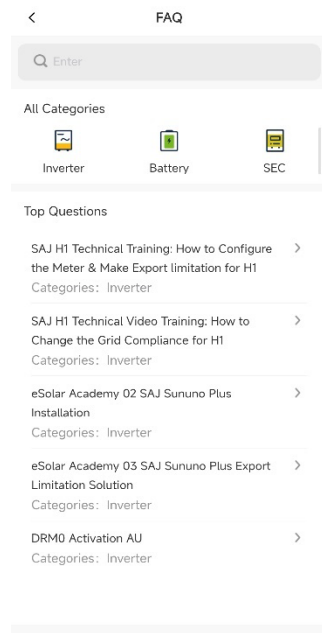 FAQ
Enter
All Categories
Inverter
Battery
SEC
Top Questions
SAJ H1 Technical Training: How to Configure
the Meter & Make Export limitation for H1
Categories: Inverter
SAJ H1 Technical Video Training: How to
Change the Grid Compliance for H1
Categories: Inverter
eSolar Academy 02 SAJ Sununo Plus
Installation
Categories: Inverter
eSolar Academy 03 SAJ Sununo Plus Export
Limitation Solution
Categories: Inverter
DRM0 Activation AU
Categories: Inverter